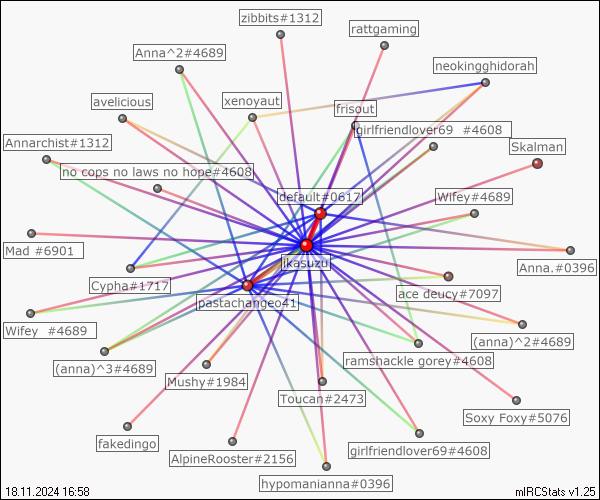 zibbits#1312
rattgaming
Anna^2#4689
neokingghidorah
avelicious
xenoyaut
frisout
girlfriendlover69 #4608
Annarchist#1312
Skalman
no cops no laws no hope#4608
default#0617
Wifey#4689
Mad #6901
jkasuzu
Anna.#0396
Cypha#1717
ace deucy#7097
pastachangeo41
Wifey #4689
(anna)^2#4689
(anna)^3#4689
ramshackle gorey#4608
Mushy#1984
Toucan#2473
Soxy Foxy#5076
fakedingo
girlfriendlover69#4608
AlpineRooster#2156
hypomanianna#0396
18.11.2024 16:58
mIRCStats v1.25